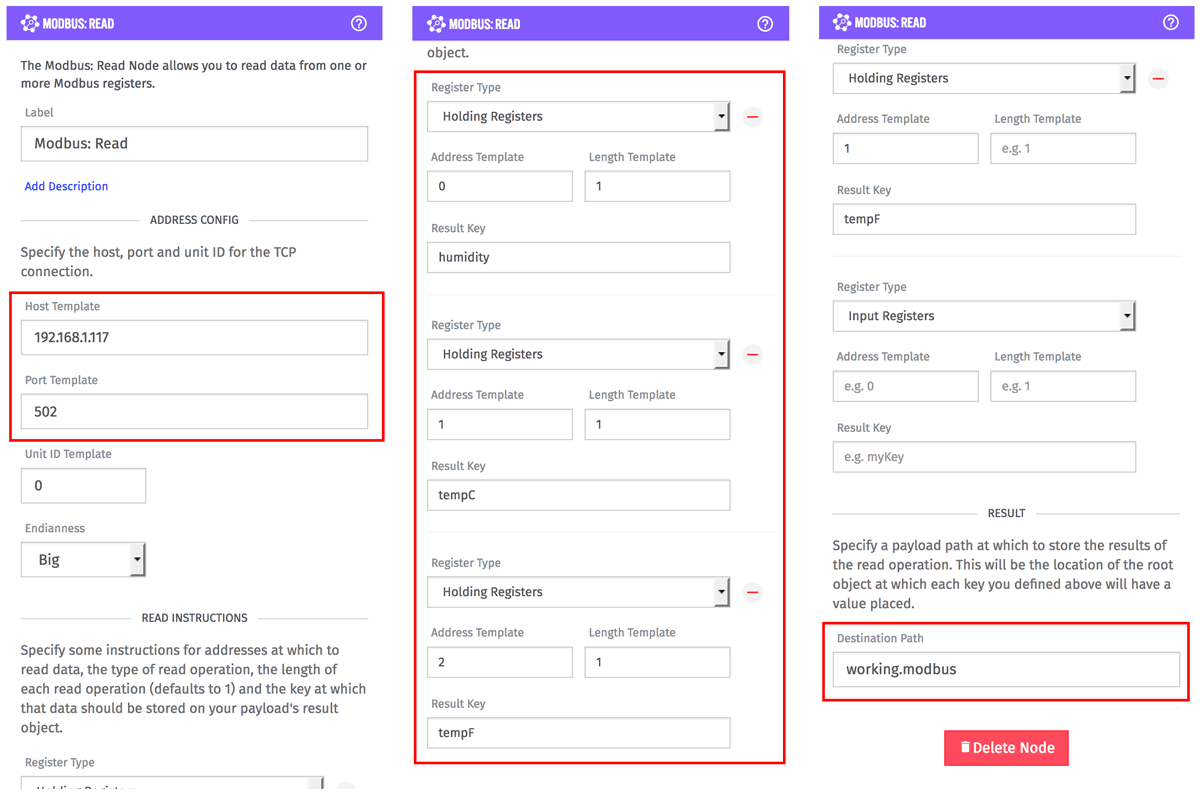 MODBUS: READ
The Modbus: Read Node allows you to read data from one or
more Modbus registers.
Label
Modbus: Read
Add Description
ADDRESS CONFIG
Specify the host, port and unit ID for the TCP
connection.
Host Template
192.168.1.117
Port Template
502
Unit ID Template
0
Endianness
Big
READ INSTRUCTIONS
Specify some instructions for addresses at which to
read data, the type of read operation, the length of
each read operation (defaults to 1) and the key at which
that data should be stored on your payload's result
object.
Register Type
Holding Registers
MODBUS: READ
object.
Register Type
Holding Registers
Address Template
Length Template
0
1
Result Key
humidity
Register Type
Holding Registers
Address Template
Length Template
1
1
Result Key
tempC
Register Type
Holding Registers
Address Template
Length Template
2
1
Result Key
tempF
MODBUS: READ
Register Type
Holding Registers
Address Template
Length Template
1
e.g. 1
Result Key
tempF
Register Type
Input Registers
Address Template
Length Template
e.g. 0
e.g. 1
Result Key
e.g. myKey
RESULT
Specify a payload path at which to store the results of
the read operation. This will be the location of the root
object at which each key you defined above will have a
value placed.
Destination Path
working.modbus
Delete Node